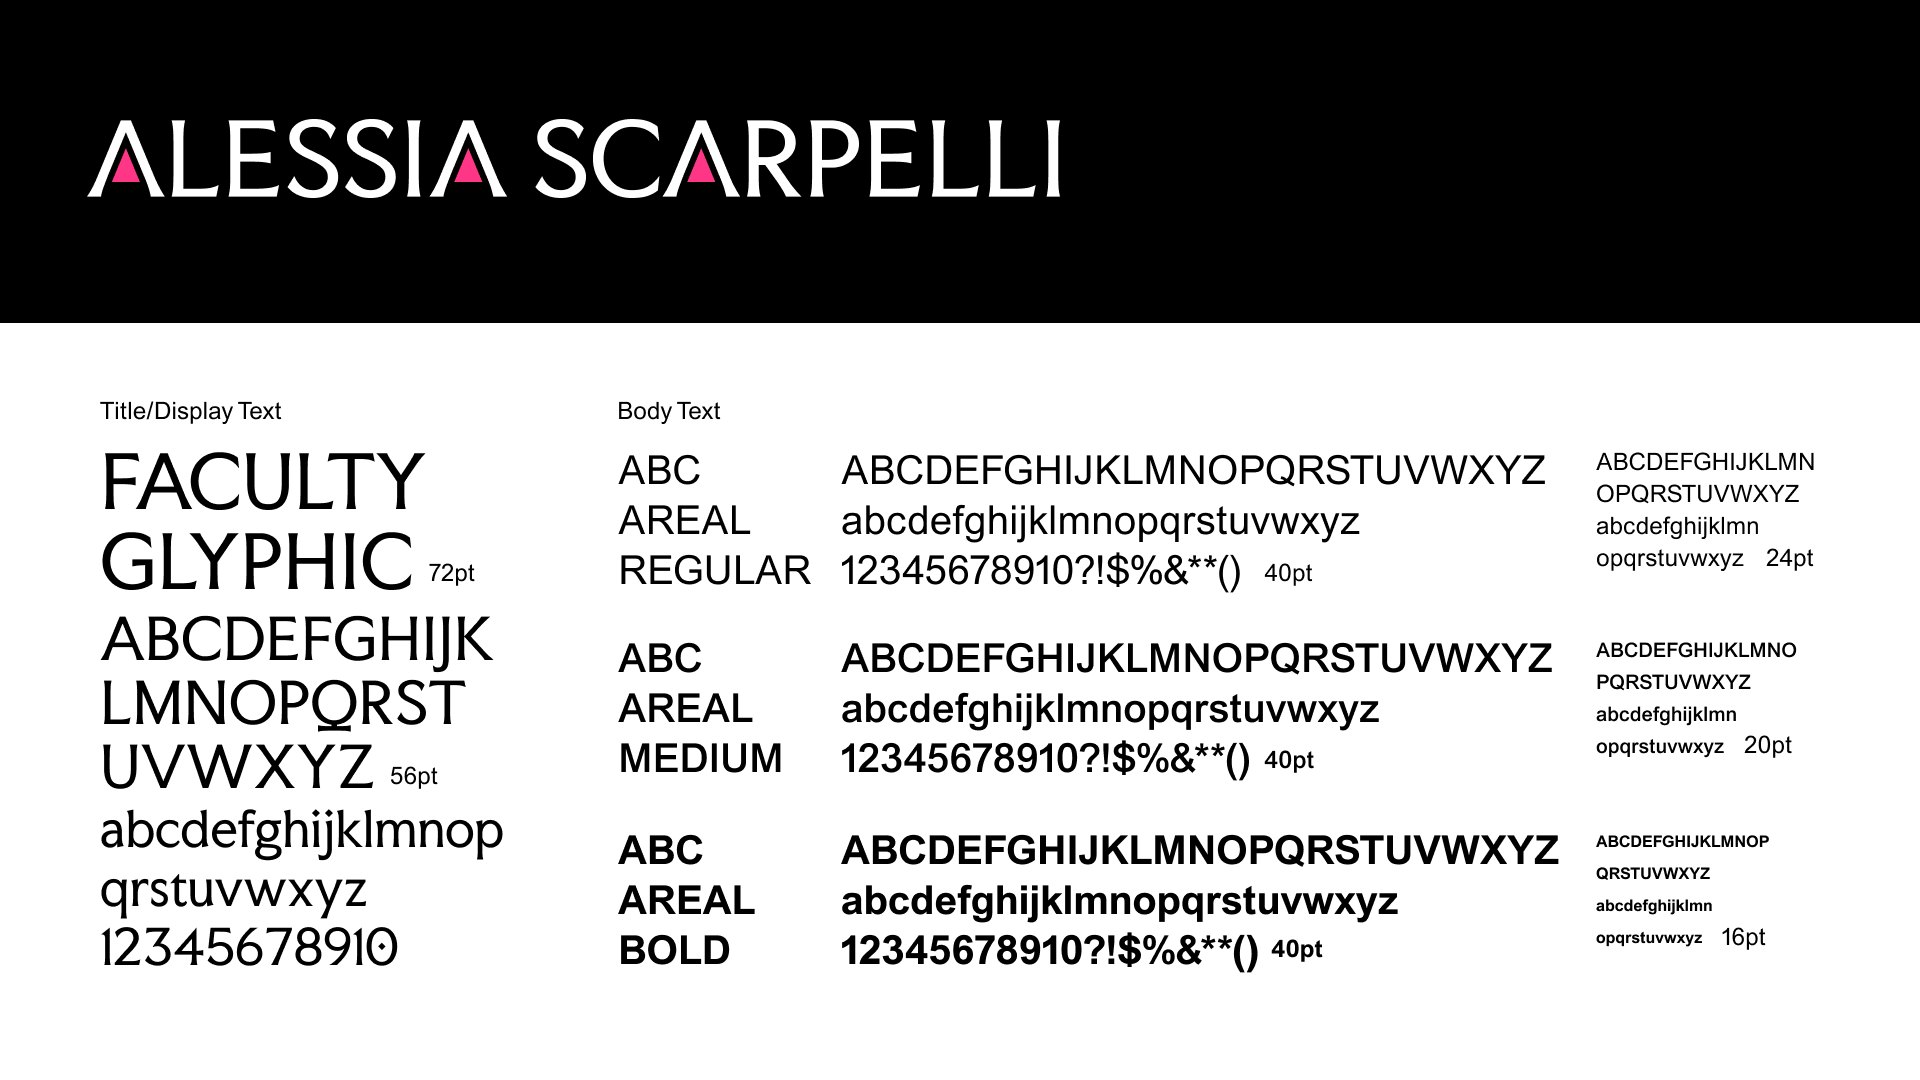 ALESSIA SCARPELLI
Title/Display Text
FACULTY
GLYPHIC 72pt
ABCDEFGHIJK
LMNOPQRST
UVWXYZ 56pt
abcdefghijklmnop
qrstuvwxyz
12345678910
Body Text
ABC ABCDEFGHIJKLMNOPQRSTUVWXYZ
AREAL abcdefghijklmnopqrstuvwxyz
REGULAR 12345678910?!$%&**() 40pt
ABCDEFGHIJKLMN
OPQRSTUVWXYZ
abcdefghijklmn
opqrstuvwxyz 24pt
ABC ABCDEFGHIJKLMNOPQRSTUVWXYZ
AREAL abcdefghijklmnopqrstuvwxyz
MEDIUM 12345678910?!$%&**() 40pt
ABCDEFGHIJKLMNO
PQRSTUVWXYZ
abcdefghijklmn
opqrstuvwxyz 20pt
ABC ABCDEFGHIJKLMNOPQRSTUVWXYZ
AREAL abcdefghijklmnopqrstuvwxyz
BOLD 12345678910?!$%&**() 40pt
ABCDEFGHIJKLMNOP
QRSTUVWXYZ
abcdefghijklmn
opqrstuvwxyz 16pt